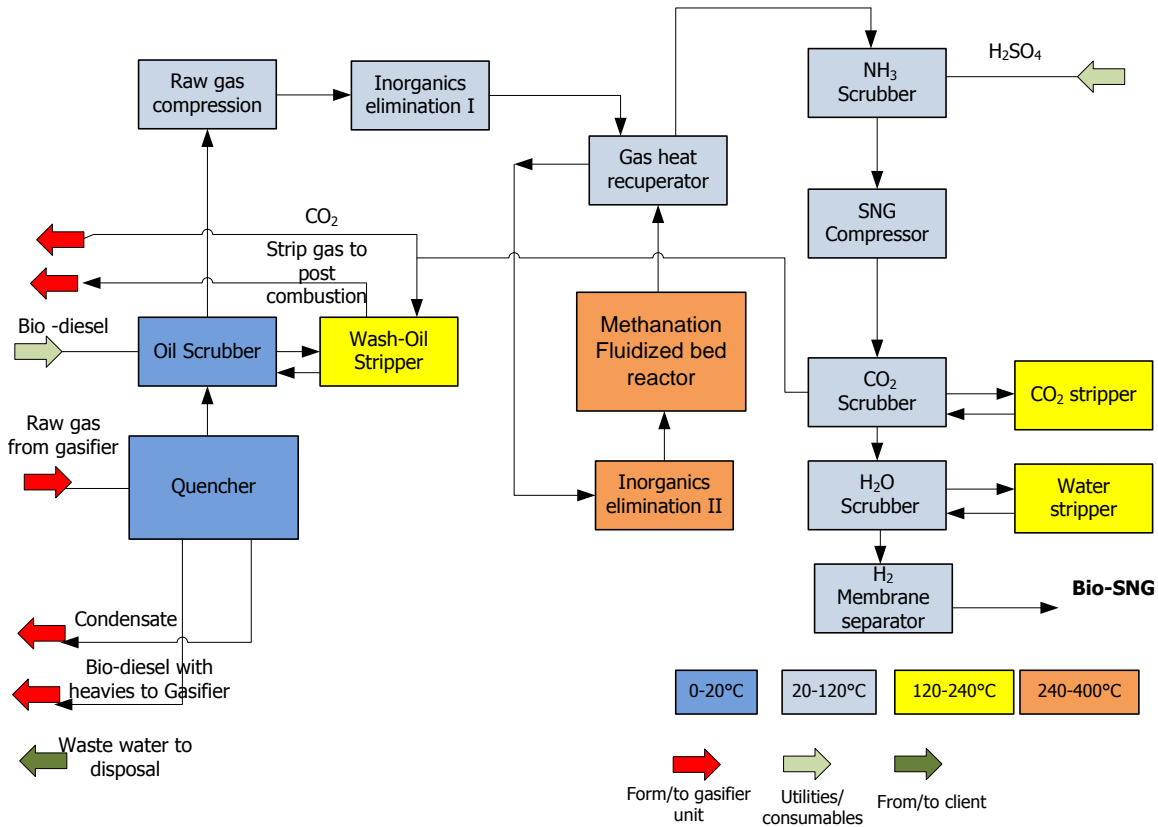 Raw gas
compression
Inorganics
elimination I
Gas heat
recuperator
NH₃
Scrubber
H₂SO₄
SNG
Compressor
CO₂
Strip gas to
post
combustion
Bio -diesel
Oil Scrubber
Wash-Oil
Stripper
Methanation
Fluidized bed
reactor
CO₂
Scrubber
CO₂ stripper
Raw gas
from gasifier
Quencher
Inorganics
elimination II
H₂O
Scrubber
Water
stripper
H₂
Membrane
separator
Bio-SNG
Condensate
Bio-diesel with
heavies to Gasifier
Waste water to
disposal
0-20°C
20-120°C
120-240°C
240-400°C
Form/to gasifier
unit
Utilities/
consumables
From/to client